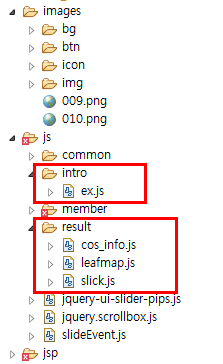 images
bg
btn
icon
img
009.png
010.png
js
common
intro
ex.js
member
result
cos_info.js
leafmap.js
slick.js
jquery-ui-slider-pips.js
jquery.scrollbox.js
slideEvent.js
jsp